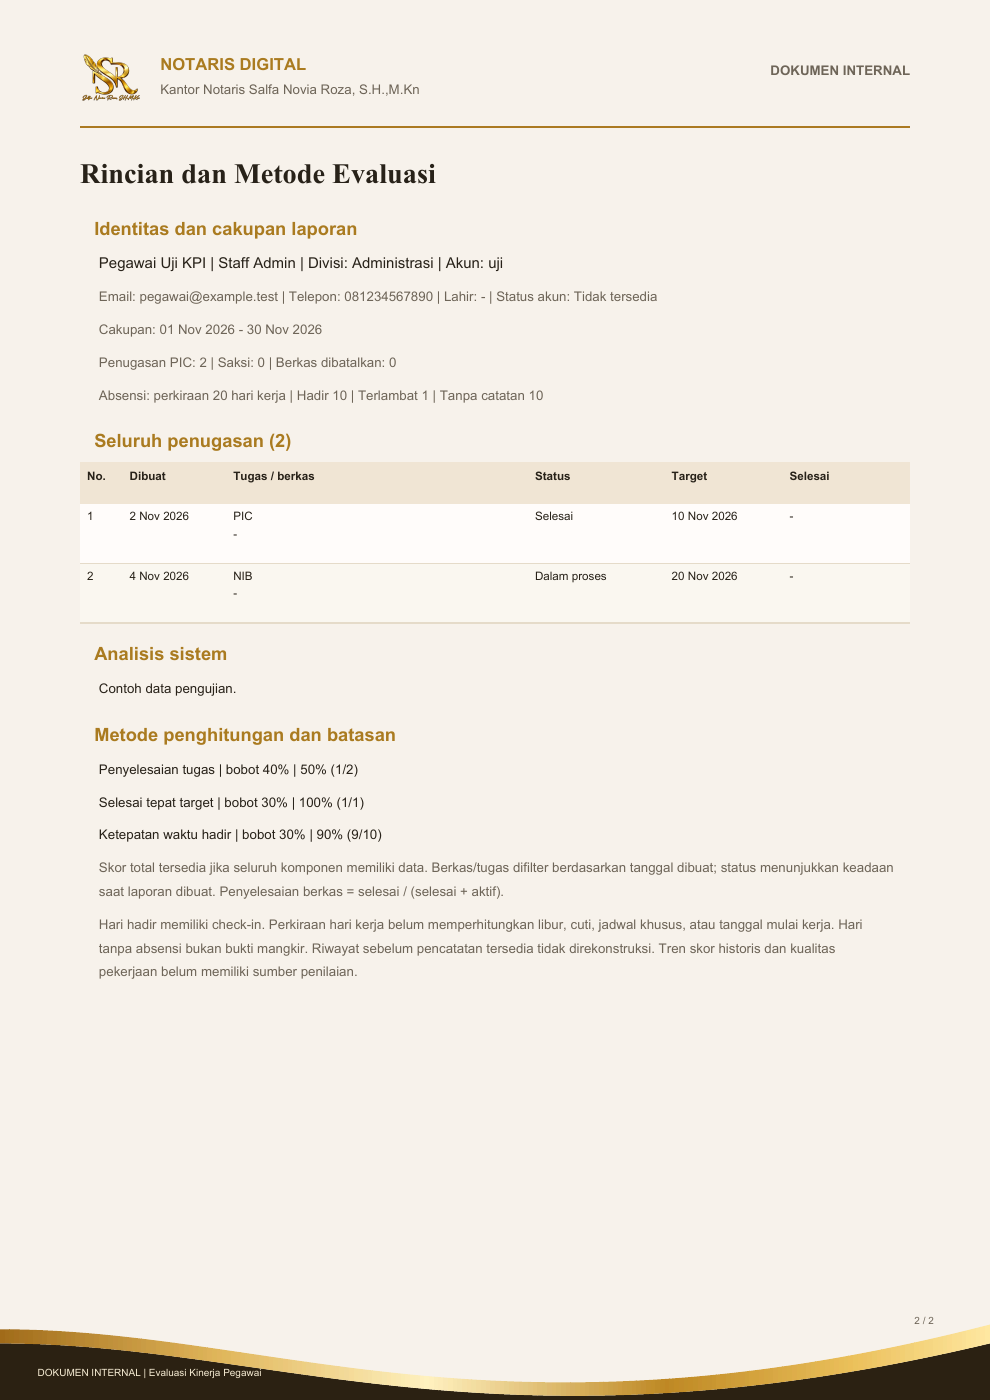 SR
NOTARIS DIGITAL
Kantor Notaris Salfa Novia Roza, S.H.,M.Kn
DOKUMEN INTERNAL
Rincian dan Metode Evaluasi
Identitas dan cakupan laporan
Pegawai Uji KPI | Staff Admin | Divisi: Administrasi | Akun: uji
Email: pegawai@example.test | Telepon: 081234567890 | Lahir: - | Status akun: Tidak tersedia
Cakupan: 01 Nov 2026 - 30 Nov 2026
Penugasan PIC: 2 | Saksi: 0 | Berkas dibatalkan: 0
Absensi: perkiraan 20 hari kerja | Hadir 10 | Terlambat 1 | Tanpa catatan 10
Seluruh penugasan (2)
No. Dibuat Tugas / berkas Status Target Selesai
1 2 Nov 2026 PIC Selesai 10 Nov 2026 -
-
2 4 Nov 2026 NIB Dalam proses 20 Nov 2026 -
-
Analisis sistem
Contoh data pengujian.
Metode penghitungan dan batasan
Penyelesaian tugas | bobot 40% | 50% (1/2)
Selesai tepat target | bobot 30% | 100% (1/1)
Ketepatan waktu hadir | bobot 30% | 90% (9/10)
Skor total tersedia jika seluruh komponen memiliki data. Berkas/tugas difilter berdasarkan tanggal dibuat; status menunjukkan keadaan
saat laporan dibuat. Penyelesaian berkas = selesai / (selesai + aktif).
Hari hadir memiliki check-in. Perkiraan hari kerja belum memperhitungkan libur, cuti, jadwal khusus, atau tanggal mulai kerja. Hari
tanpa absensi bukan bukti mangkir. Riwayat sebelum pencatatan tersedia tidak direkonstruksi. Tren skor historis dan kualitas
pekerjaan belum memiliki sumber penilaian.
2 / 2
DOKUMEN INTERNAL | Evaluasi Kinerja Pegawai